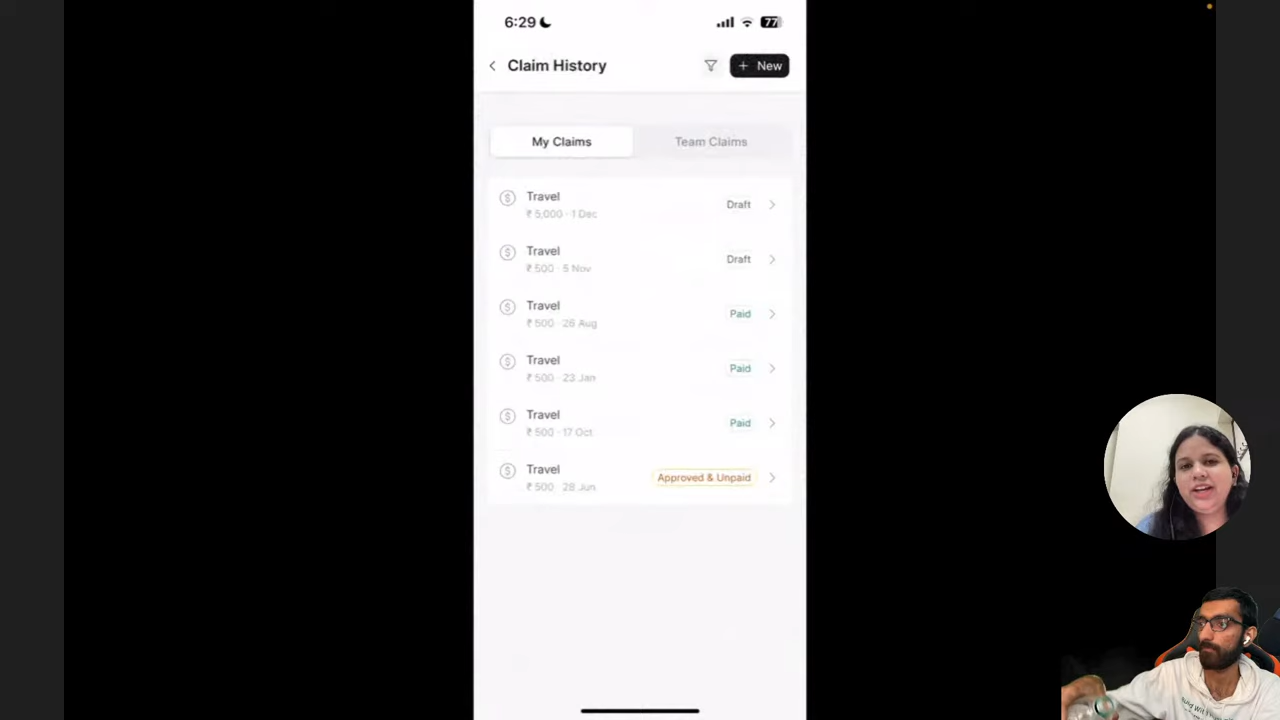 6:29
77
Claim History
+ New
My Claims
Team Claims
Travel
₹ 5,000 · 1 Dec
Draft
Travel
₹ 500 · 5 Nov
Draft
Travel
₹ 500 · 26 Aug
Paid
Travel
₹ 500 · 23 Jan
Paid
Travel
₹ 500 · 17 Oct
Paid
Travel
₹ 500 · 28 Jun
Approved & Unpaid